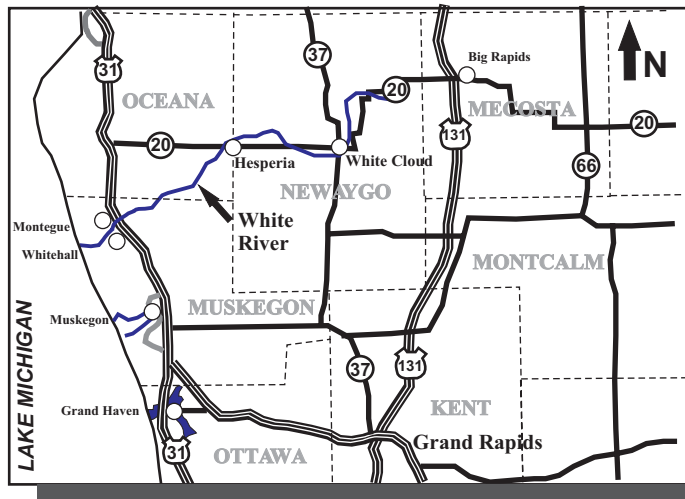 37
Big Rapids
31
N
OCEANA
20
MECOSTA
131
20
20
White Cloud
Hesperia
66
NEWAYGO
Montegue
White
River
Whitehall
MONTCALM
MUSKEGON
Muskegon
37
131
LAKE MICHIGAN
Grand Haven
KENT
Grand Rapids
31
OTTAWA